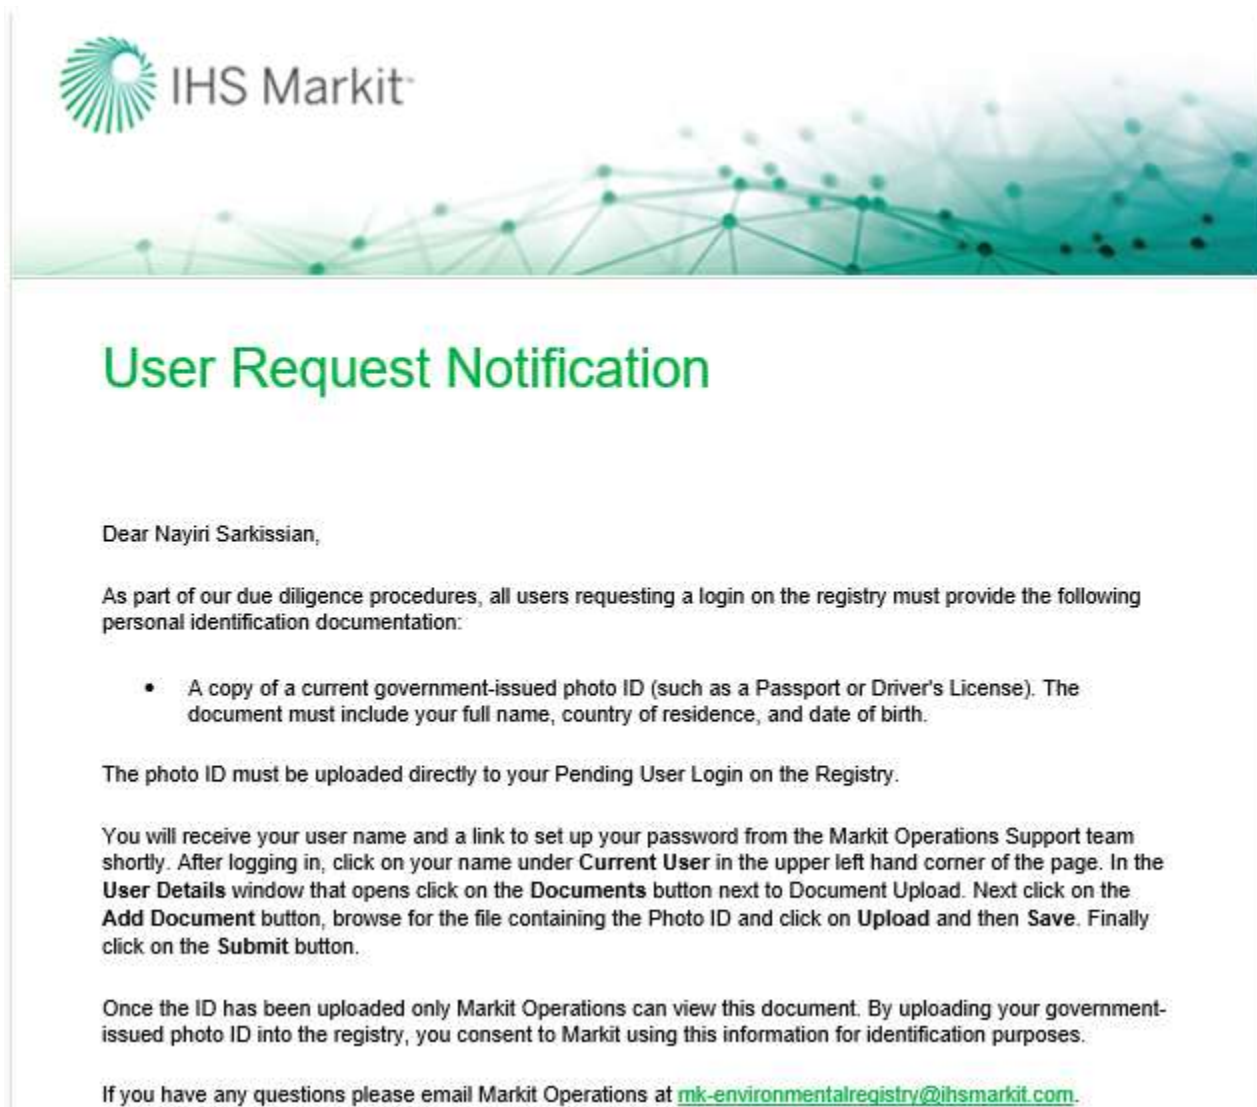 IHS Markit™
User Request Notification
Dear Nayiri Sarkissian,
As part of our due diligence procedures, all users requesting a login on the registry must provide the following
personal identification documentation:
• A copy of a current government-issued photo ID (such as a Passport or Driver's License). The
document must include your full name, country of residence, and date of birth.
The photo ID must be uploaded directly to your Pending User Login on the Registry.
You will receive your user name and a link to set up your password from the Markit Operations Support team
shortly. After logging in, click on your name under Current User in the upper left hand corner of the page. In the
User Details window that opens click on the Documents button next to Document Upload. Next click on the
Add Document button, browse for the file containing the Photo ID and click on Upload and then Save. Finally
click on the Submit button.
Once the ID has been uploaded only Markit Operations can view this document. By uploading your government-
issued photo ID into the registry, you consent to Markit using this information for identification purposes.
If you have any questions please email Markit Operations at mk-environmentalregistry@ihsmarkit.com.